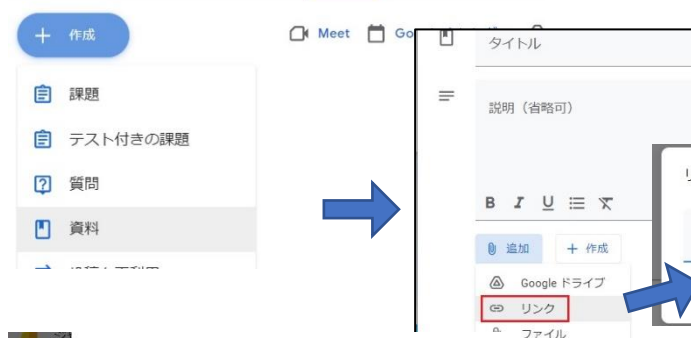 作成
課題
テスト付きの課題
質問
資料
Meet
Go
タイトル
説明（省略可）
B I U
追加
作成
Google ドライブ
リンク
ファイル
リ